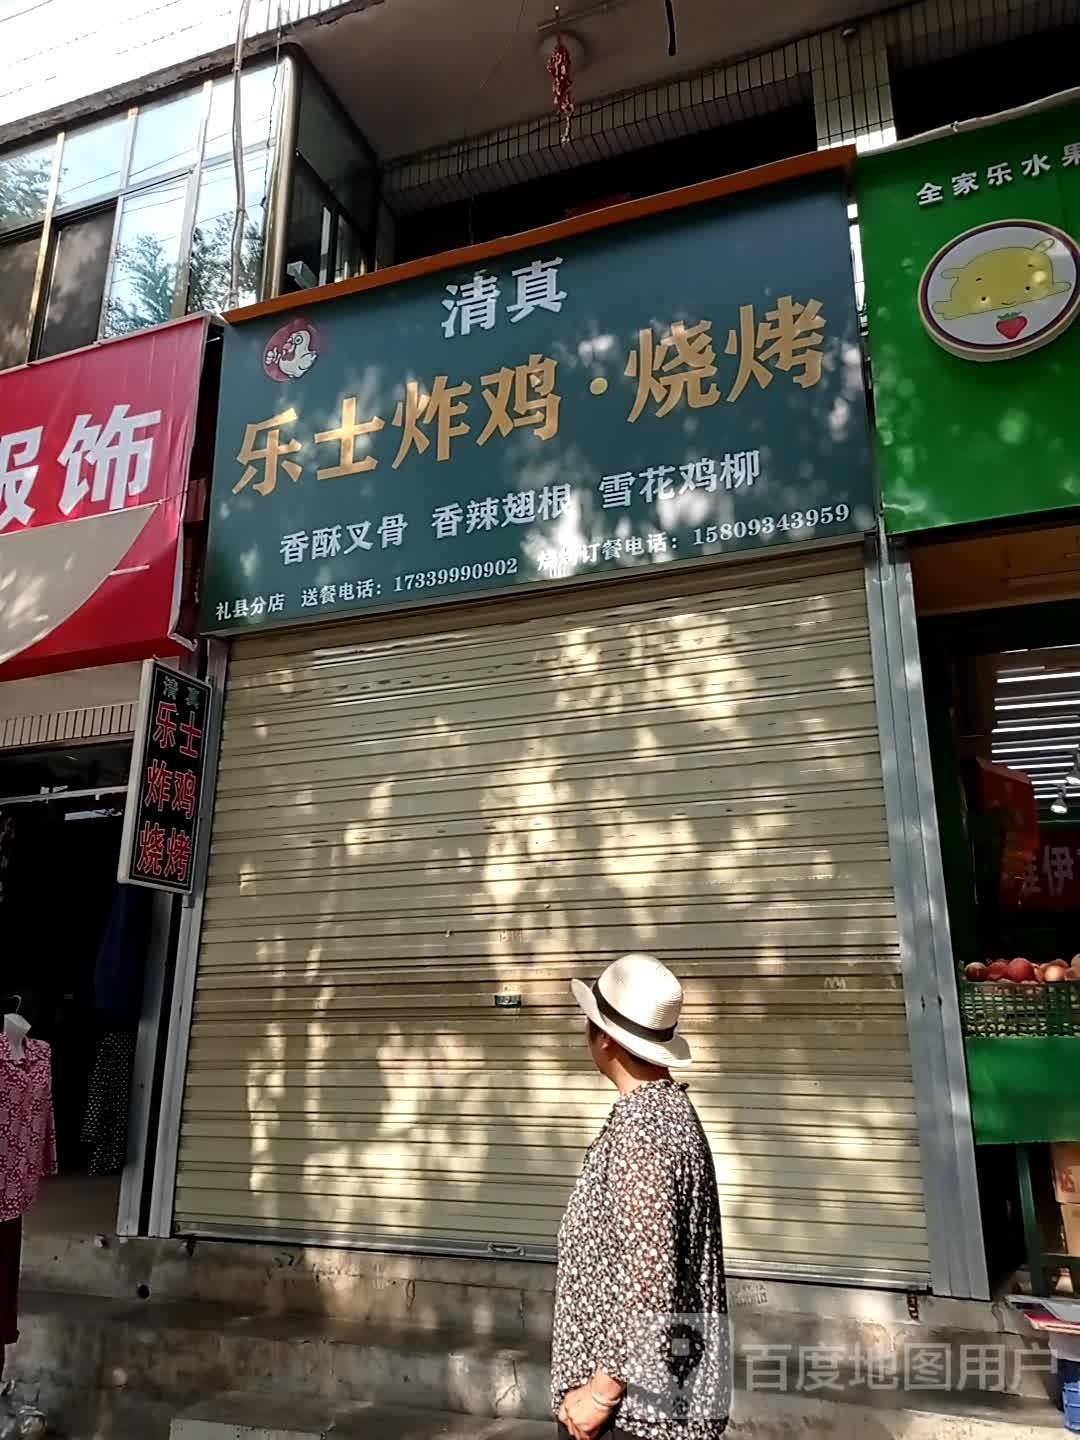 清真
乐士炸鸡·烧烤
香酥叉骨 香辣翅根 雪花鸡柳
礼县分店 送餐电话：17339990902 烧烤订餐电话：15809343959
全家乐水果
服饰
清真
乐士
炸鸡
烧烤
百度地图用户